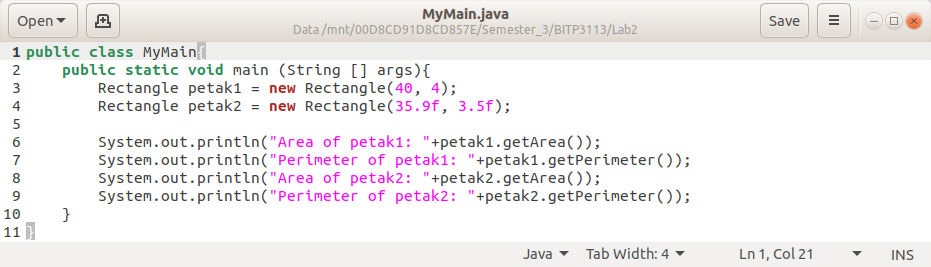 MyMain.java
Open
Data /mnt/00D8CD91D8CD857E/Semester_3/BITP3113/Lab2
Save
1 public class MyMain{
2     public static void main (String [] args){
3         Rectangle petak1 = new Rectangle(40, 4);
4         Rectangle petak2 = new Rectangle(35.9f, 3.5f);
5
6         System.out.println("Area of petak1: "+petak1.getArea());
7         System.out.println("Perimeter of petak1: "+petak1.getPerimeter());
8         System.out.println("Area of petak2: "+petak2.getArea());
9         System.out.println("Perimeter of petak2: "+petak2.getPerimeter());
10     }
11 }
Java Tab Width: 4 Ln 1, Col 21 INS